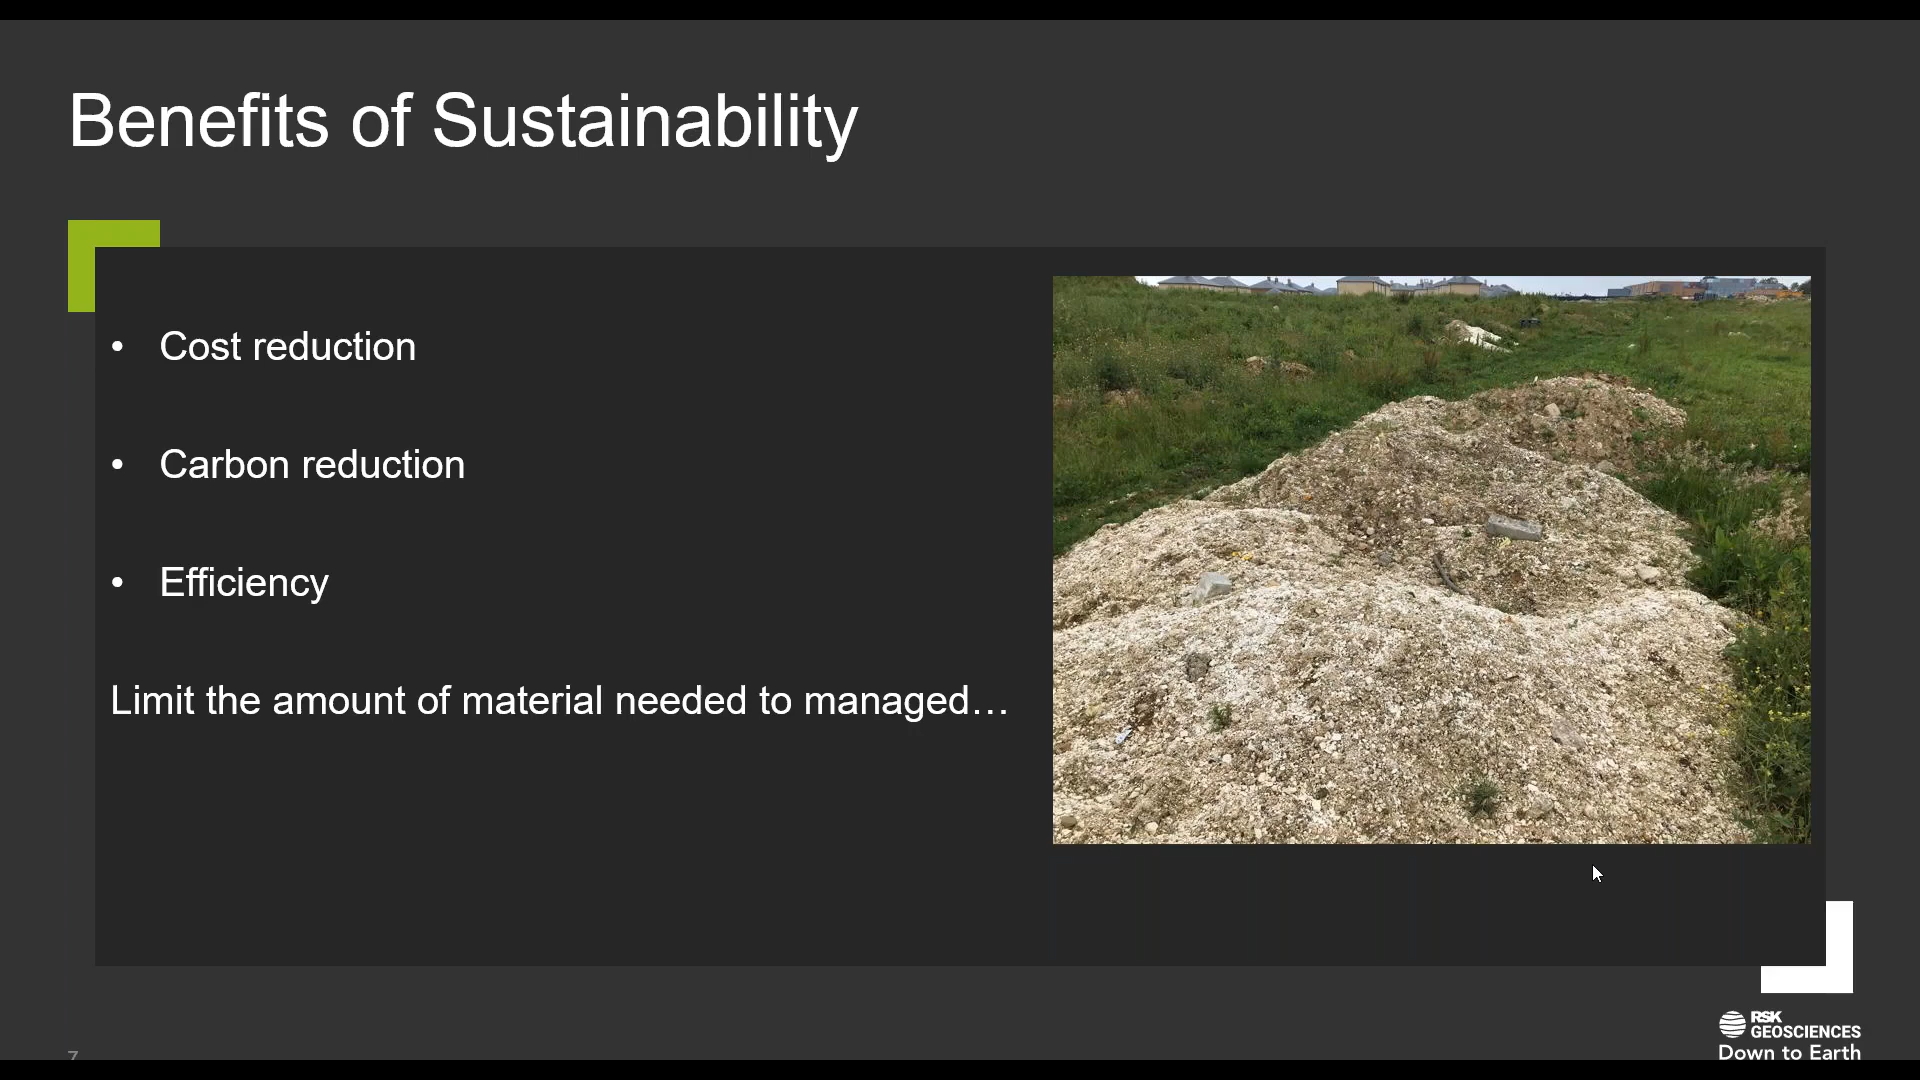 Benefits of Sustainability
• Cost reduction
• Carbon reduction
• Efficiency
Limit the amount of material needed to managed…
7
RSK
GEOSCIENCES
Down to Earth